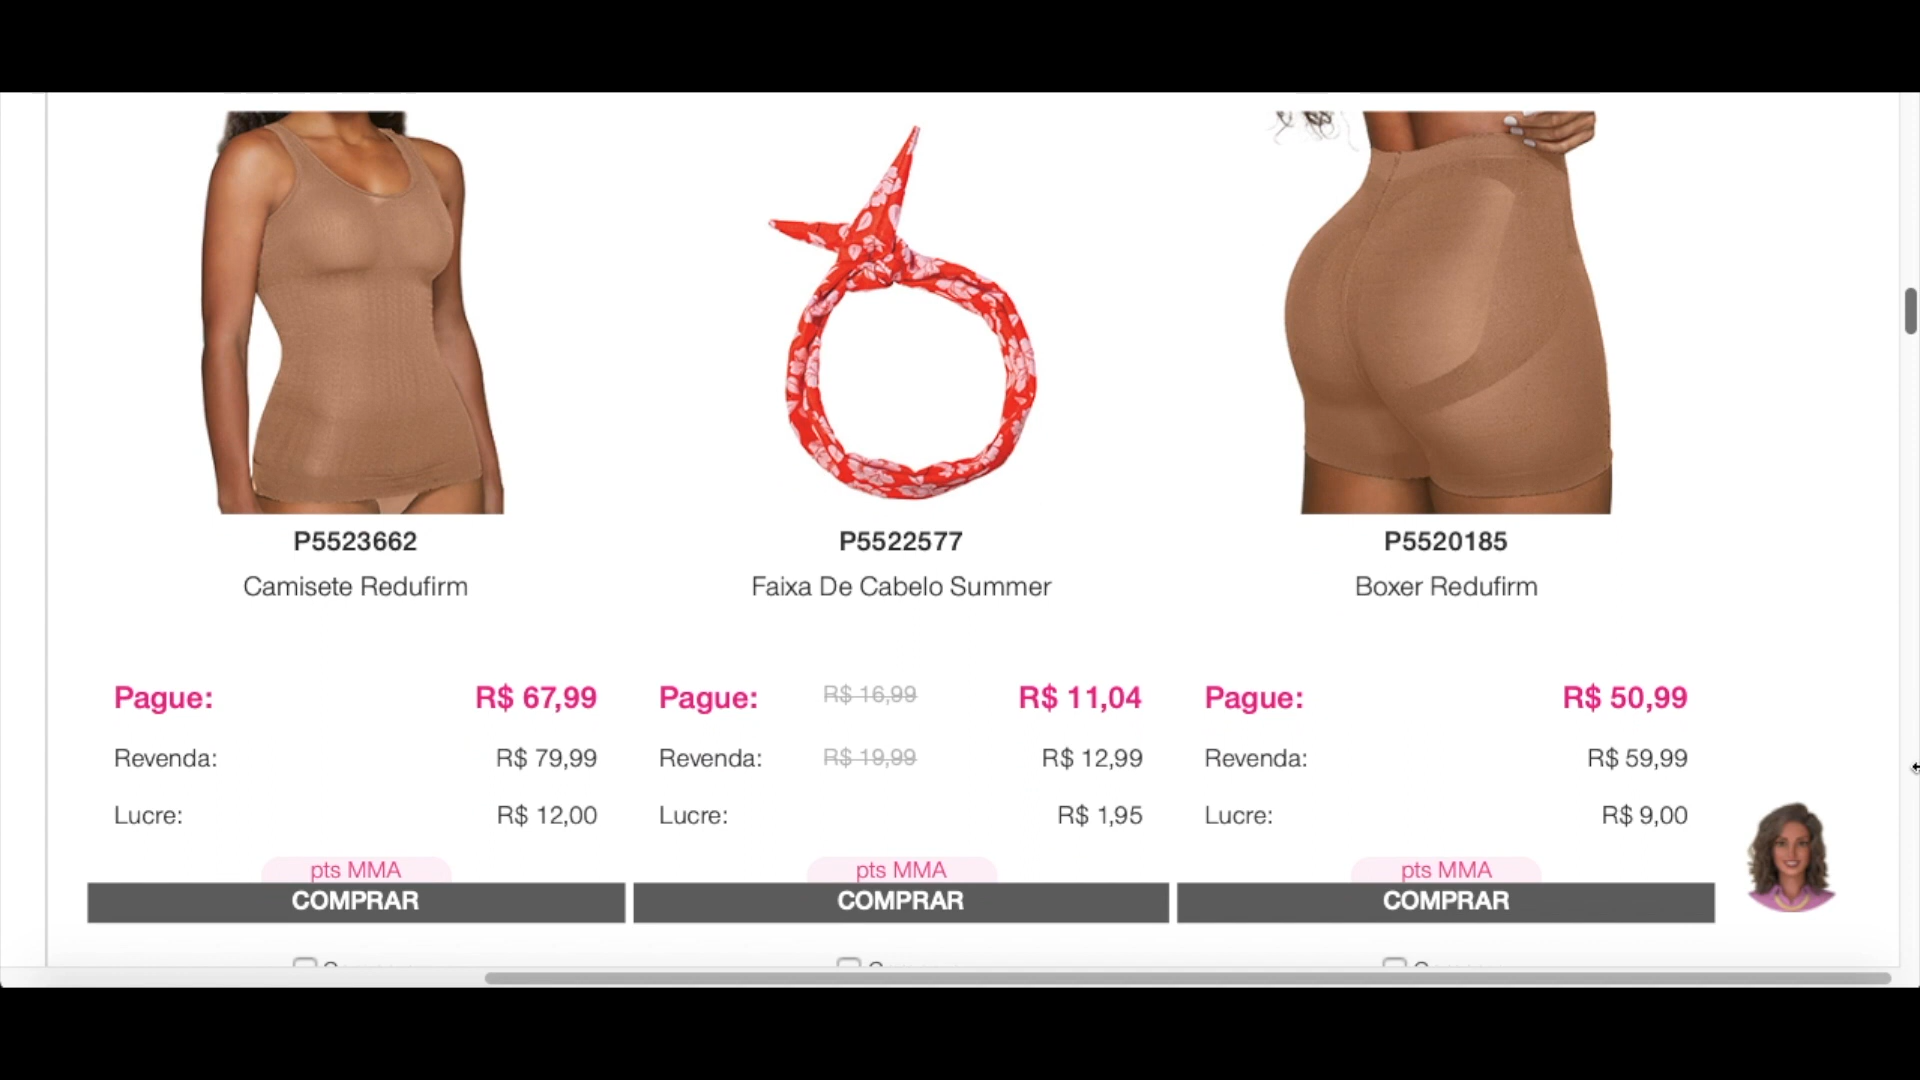 P5523662
Camisete Redufirm
Pague: R$ 67,99
Revenda: R$ 79,99
Lucre: R$ 12,00
pts MMA
COMPRAR
P5522577
Faixa De Cabelo Summer
Pague: R$ 16,99 R$ 11,04
Revenda: R$ 19,99 R$ 12,99
Lucre: R$ 1,95
pts MMA
COMPRAR
P5520185
Boxer Redufirm
Pague: R$ 50,99
Revenda: R$ 59,99
Lucre: R$ 9,00
pts MMA
COMPRAR